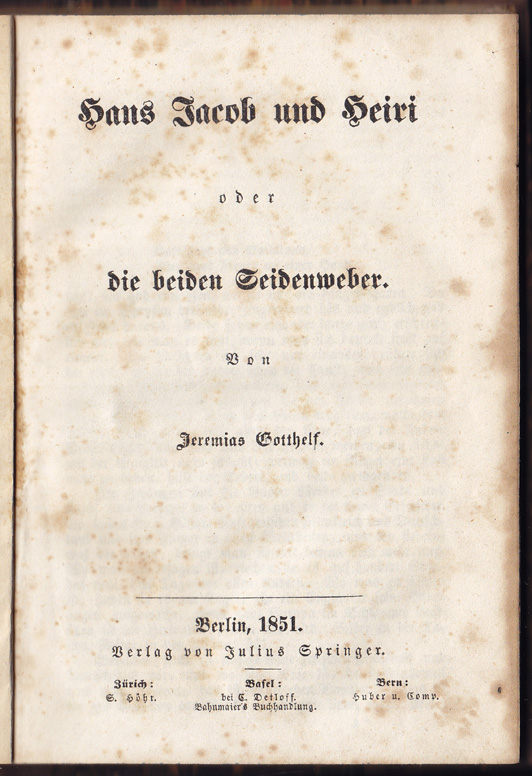 Hans Jacob und Heiri
oder
die beiden Seidenweber.
Von
Jeremias Gotthelf.
Berlin, 1851.
Verlag von Julius Springer.
Zürich:
S. Höhr.
Basel:
bei C. Detloff.
Bahnmaier's Buchhandlung.
Bern:
Huber u. Comp.